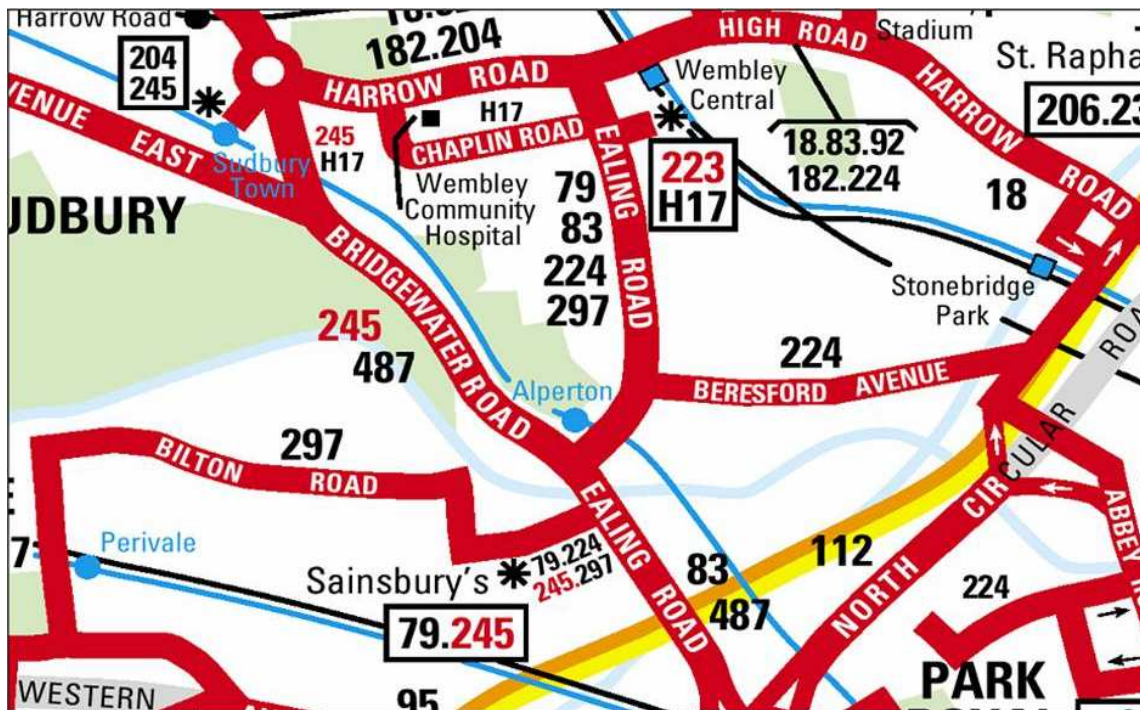 Harrow Road
204
245
182.204
HARROW ROAD
HIGH ROAD
Stadium
HARROW
ROAD
St. Rapha
206.23
Wembley
Central
18.83.92
182.224
18
VENUE EAST
Sudbury
Town
245
H17
H17
CHAPLIN ROAD
Wembley
Community
Hospital
EALING ROAD
79
83
224
297
223
H17
UDBURY
BRIDGEWATER ROAD
245
487
Alperton
Stonebridge
Park
224
BERESFORD AVENUE
297
BILTON ROAD
Perivale
7
Sainsbury's
79.224
245.297
79.245
EALING ROAD
83
487
112
NORTH CIRCULAR ROA
ABBEY
224
PARK
WESTERN
95